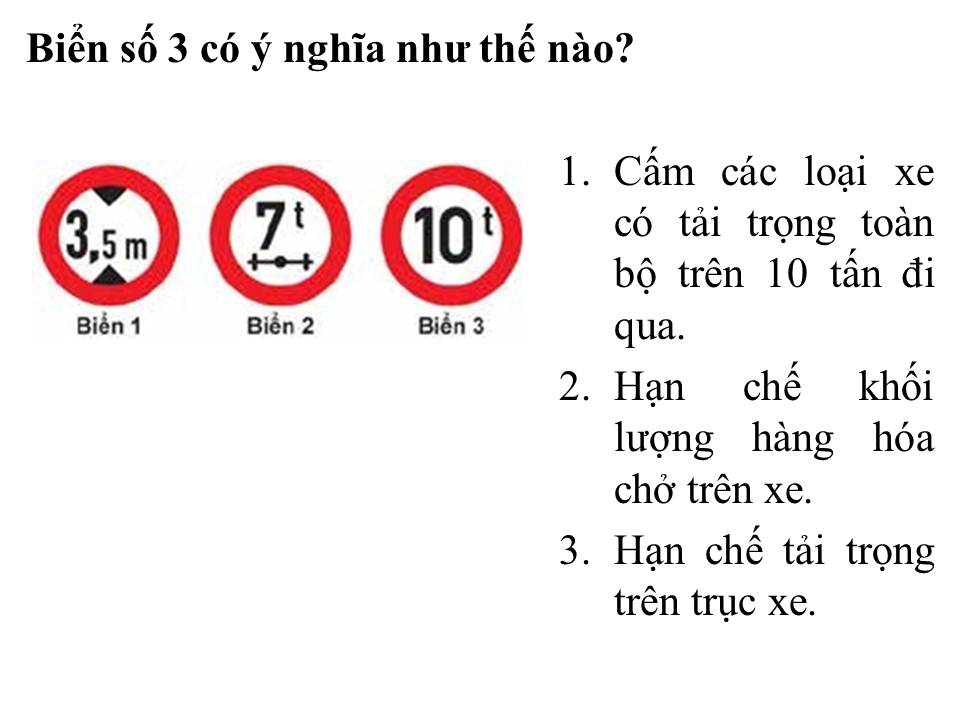 Biển số 3 có ý nghĩa như thế nào?
3,5 m
7 t
10 t
Biển 1
Biển 2
Biển 3
1. Cấm các loại xe
có tải trọng toàn
bộ trên 10 tấn đi
qua.
2. Hạn chế khối
lượng hàng hóa
chở trên xe.
3. Hạn chế tải trọng
trên trục xe.